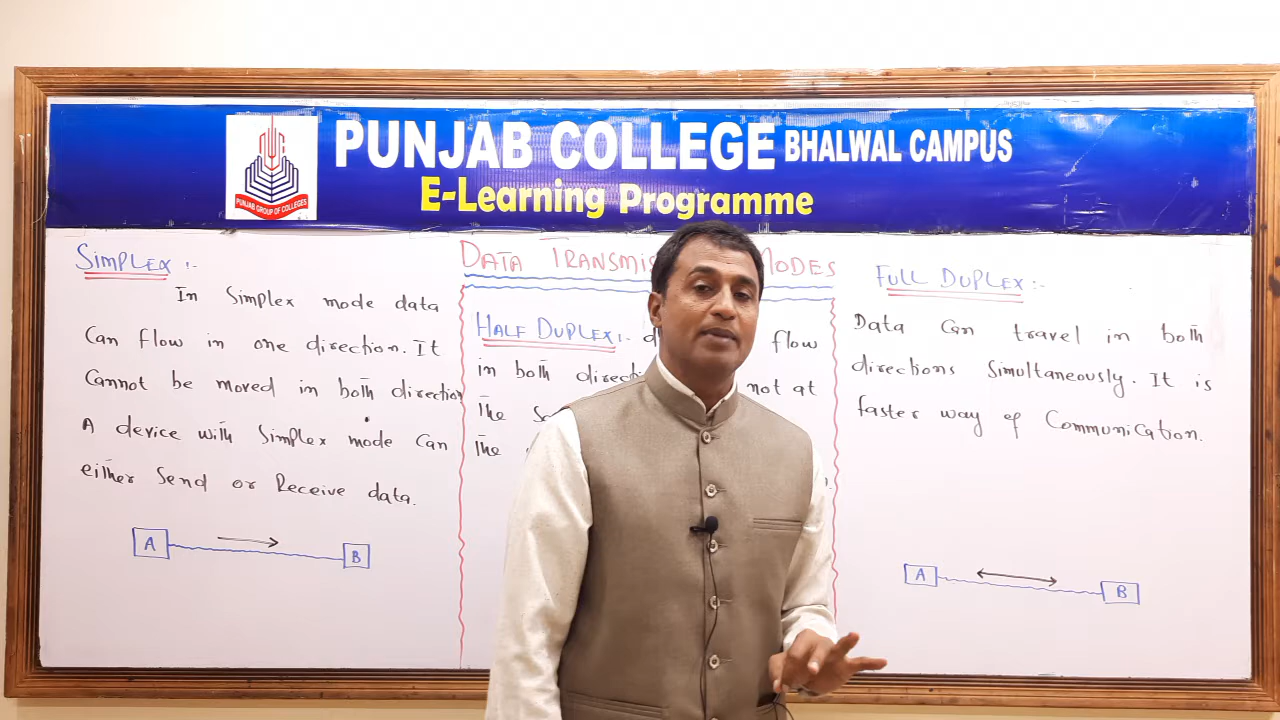 PUNJAB COLLEGE BHALWAL CAMPUS
E-Learning Programme
PUNJAB GROUP OF COLLEGES
DATA TRANSMIS MODES
SIMPLEX :-
In Simplex mode data
Can flow in one direction. It
Cannot be moved in both direction
A device with Simplex mode Can
either Send or Receive data.
A
B
HALF DUPLEX :- flow
in both direct not at
The
The
FULL DUPLEX :-
Data Can travel in both
directions Simultaneously. It is
faster way of Communication.
A
B